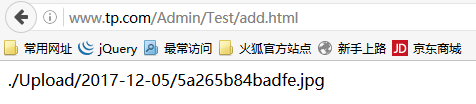 www.tp.com/Admin/Test/add.html
常用网址 jQuery 最常访问 火狐官方站点 新手上路 JD 京东商城
./Upload/2017-12-05/5a265b84badfe.jpg